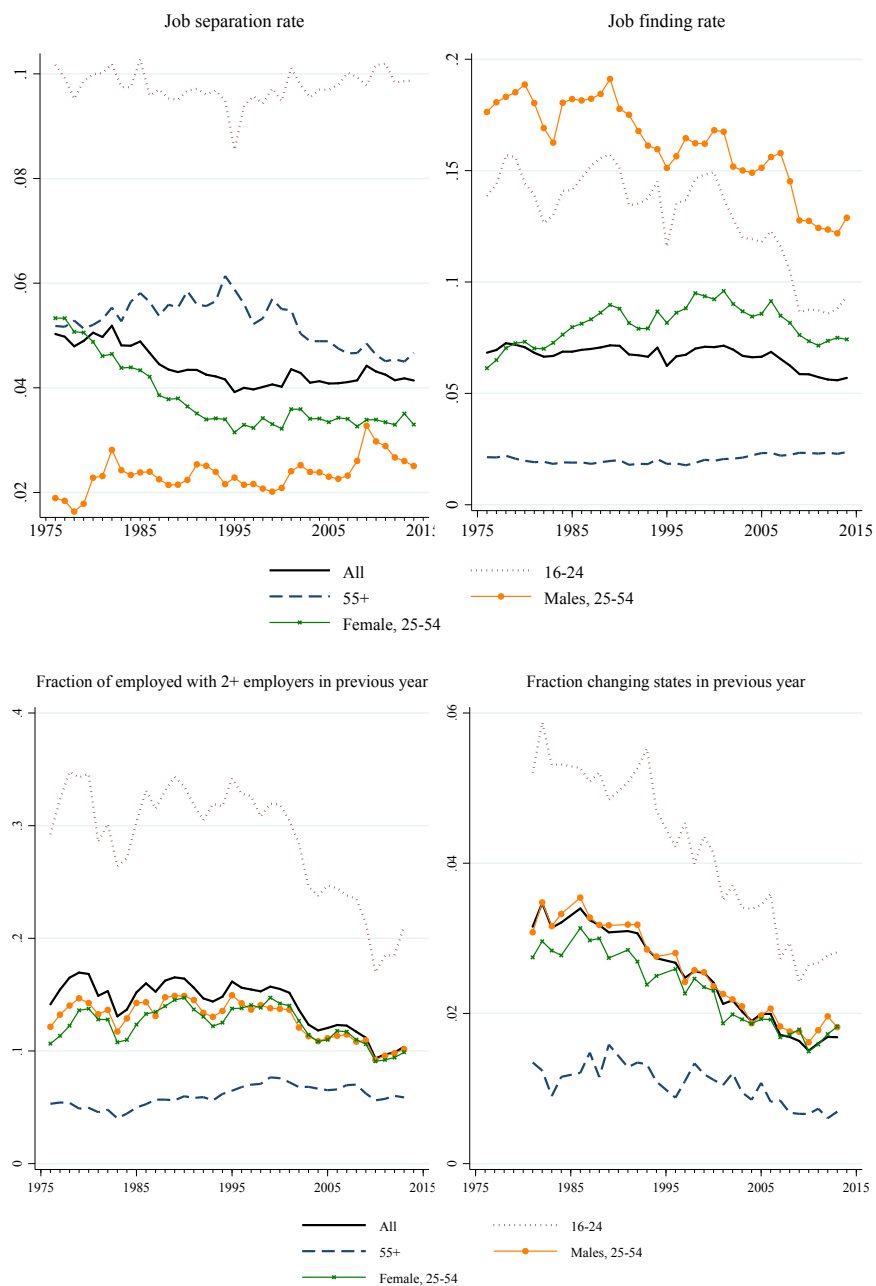 Job separation rate
Job finding rate
.1
.08
.06
.04
.02
1975 1985 1995 2005 2015
.2
.15
.1
.05
0
1975 1985 1995 2005 2015
All
16-24
55+
Males, 25-54
Female, 25-54
Fraction of employed with 2+ employers in previous year
Fraction changing states in previous year
.4
.3
.2
.1
0
1975 1985 1995 2005 2015
.06
.04
.02
0
1975 1985 1995 2005 2015
All
16-24
55+
Males, 25-54
Female, 25-54